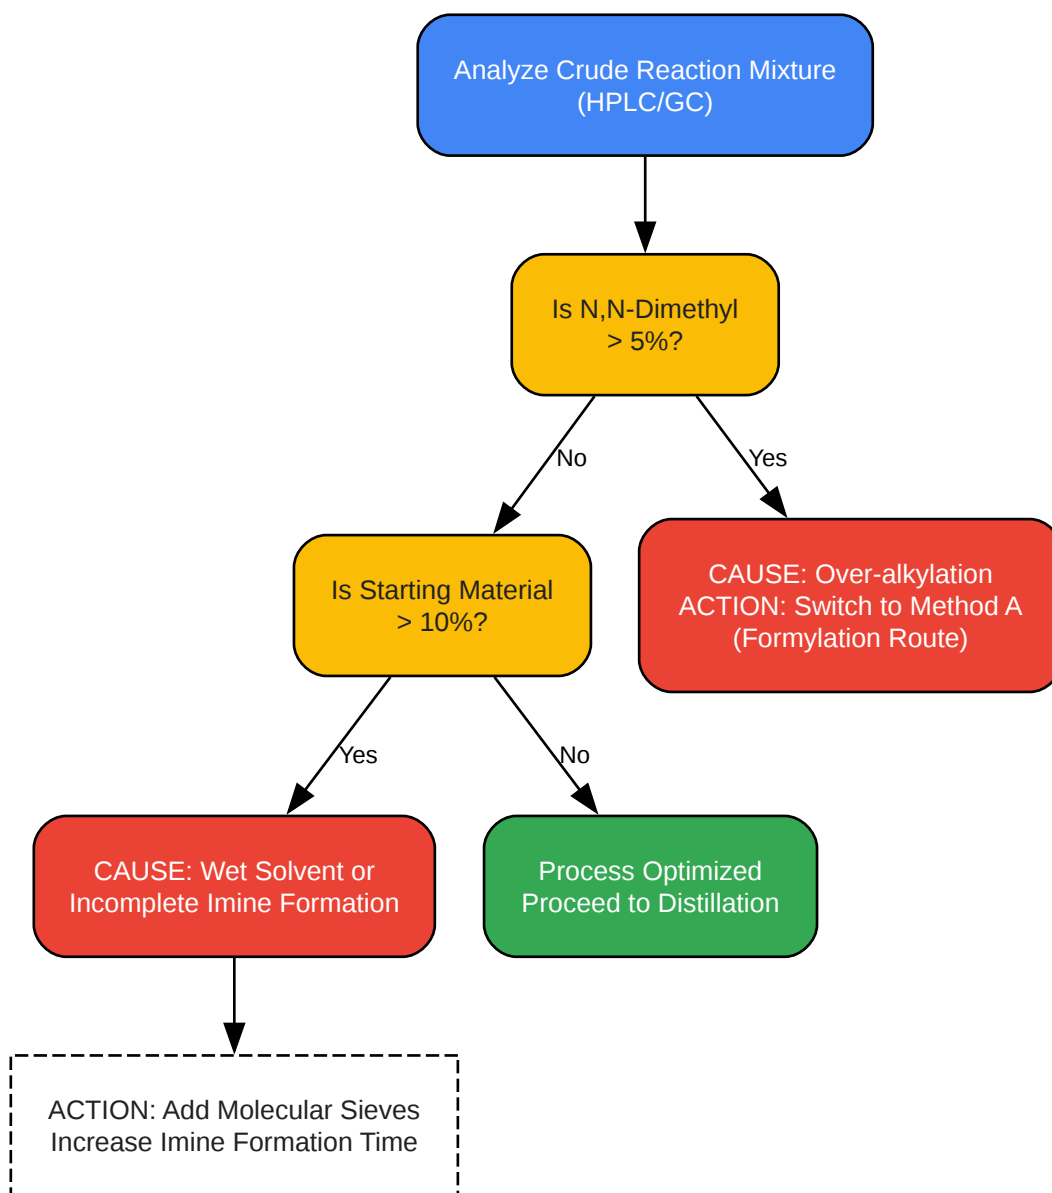 Analyze Crude Reaction Mixture
(HPLC/GC)
Is N,N-Dimethyl
> 5%?
No
Yes
Is Starting Material
> 10%?
CAUSE: Over-alkylation
ACTION: Switch to Method A
(Formylation Route)
Yes
No
CAUSE: Wet Solvent or
Incomplete Imine Formation
Process Optimized
Proceed to Distillation
ACTION: Add Molecular Sieves
Increase Imine Formation Time